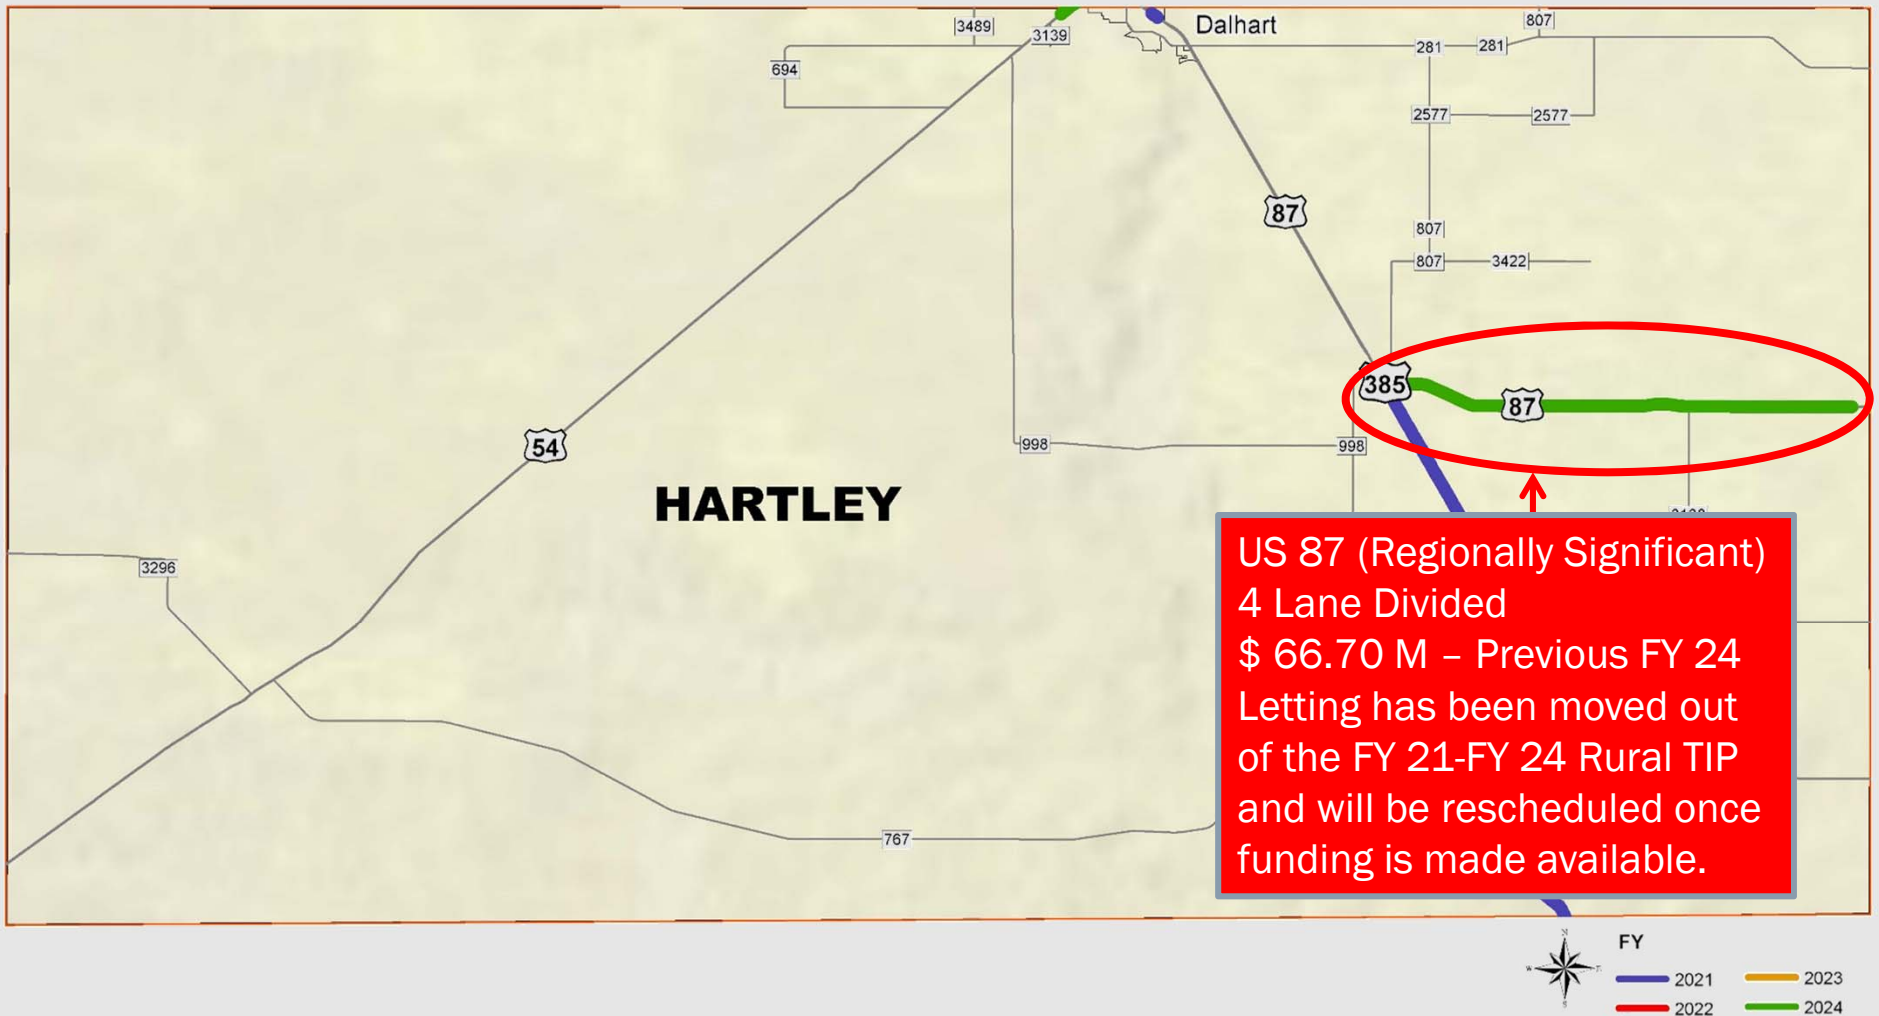 Dalhart
3489
3139
807
694
281
281
2577
2577
87
807
807
3422
385
87
54
998
998
HARTLEY
3296
US 87 (Regionally Significant)
4 Lane Divided
$ 66.70 M – Previous FY 24
Letting has been moved out
of the FY 21-FY 24 Rural TIP
and will be rescheduled once
funding is made available.
767
N
W
E
S
FY
2021
2023
2022
2024